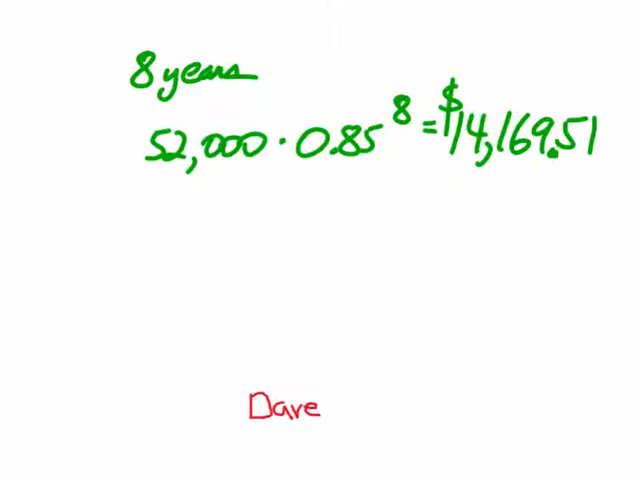 8 years
52,000 · 0.85⁸ = $14,169.51
Dave